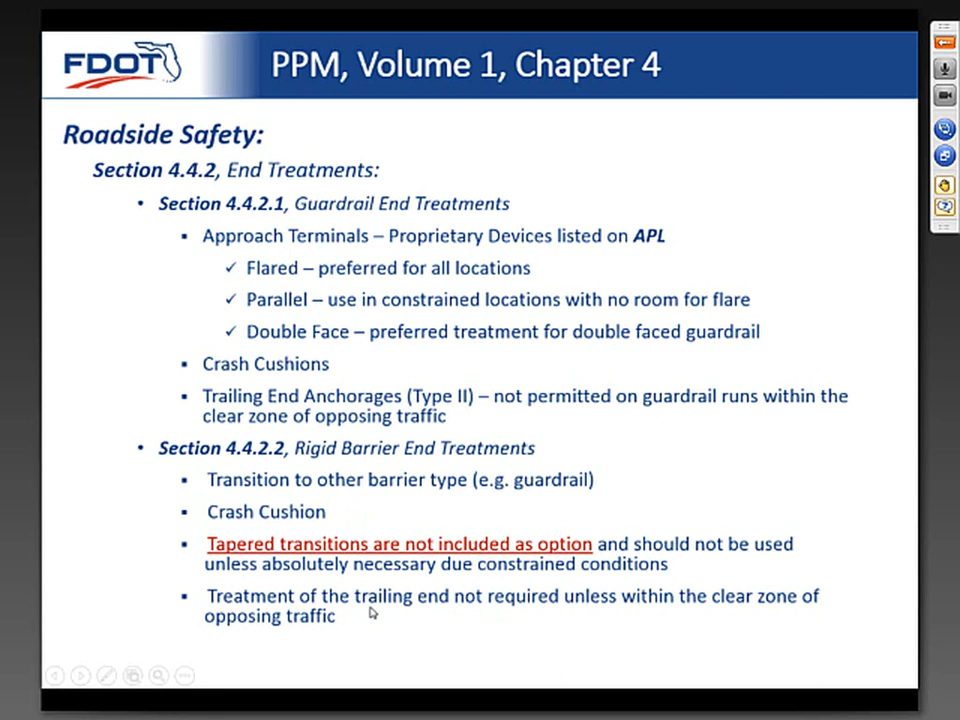 FDOT
PPM, Volume 1, Chapter 4
Roadside Safety:
Section 4.4.2, End Treatments:
• Section 4.4.2.1, Guardrail End Treatments
▪ Approach Terminals – Proprietary Devices listed on APL
✓ Flared – preferred for all locations
✓ Parallel – use in constrained locations with no room for flare
✓ Double Face – preferred treatment for double faced guardrail
▪ Crash Cushions
▪ Trailing End Anchorages (Type II) – not permitted on guardrail runs within the
clear zone of opposing traffic
• Section 4.4.2.2, Rigid Barrier End Treatments
▪ Transition to other barrier type (e.g. guardrail)
▪ Crash Cushion
▪ Tapered transitions are not included as option and should not be used
unless absolutely necessary due constrained conditions
▪ Treatment of the trailing end not required unless within the clear zone of
opposing traffic